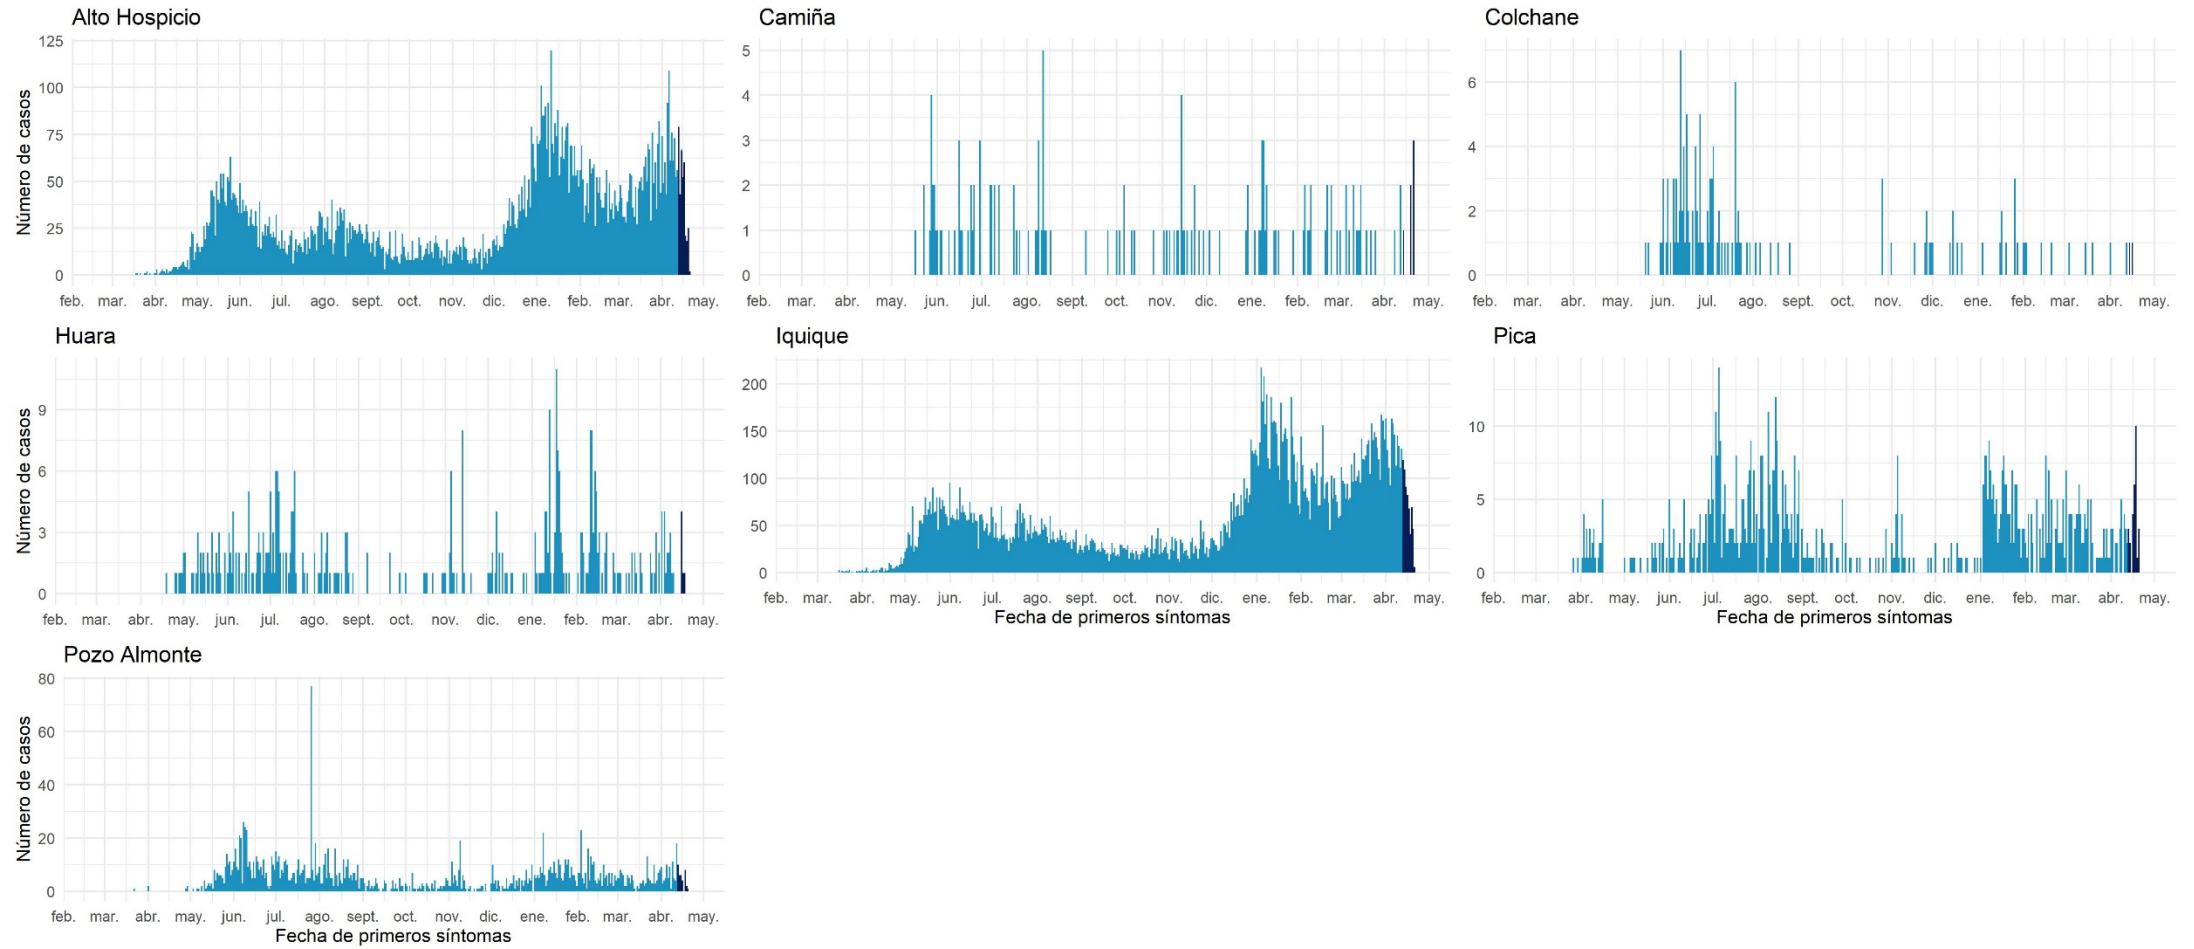 Alto Hospicio
Número de casos
125
100
75
50
25
0
feb. mar. abr. may. jun. jul. ago. sept. oct. nov. dic. ene. feb. mar. abr. may.
Camiña
5
4
3
2
1
0
feb. mar. abr. may. jun. jul. ago. sept. oct. nov. dic. ene. feb. mar. abr. may.
Colchane
6
4
2
0
feb. mar. abr. may. jun. jul. ago. sept. oct. nov. dic. ene. feb. mar. abr. may.
Huara
Número de casos
9
6
3
0
feb. mar. abr. may. jun. jul. ago. sept. oct. nov. dic. ene. feb. mar. abr. may.
Iquique
200
150
100
50
0
feb. mar. abr. may. jun. jul. ago. sept. oct. nov. dic. ene. feb. mar. abr. may.
Fecha de primeros síntomas
Pica
10
5
0
feb. mar. abr. may. jun. jul. ago. sept. oct. nov. dic. ene. feb. mar. abr. may.
Fecha de primeros síntomas
Pozo Almonte
Número de casos
80
60
40
20
0
feb. mar. abr. may. jun. jul. ago. sept. oct. nov. dic. ene. feb. mar. abr. may.
Fecha de primeros síntomas